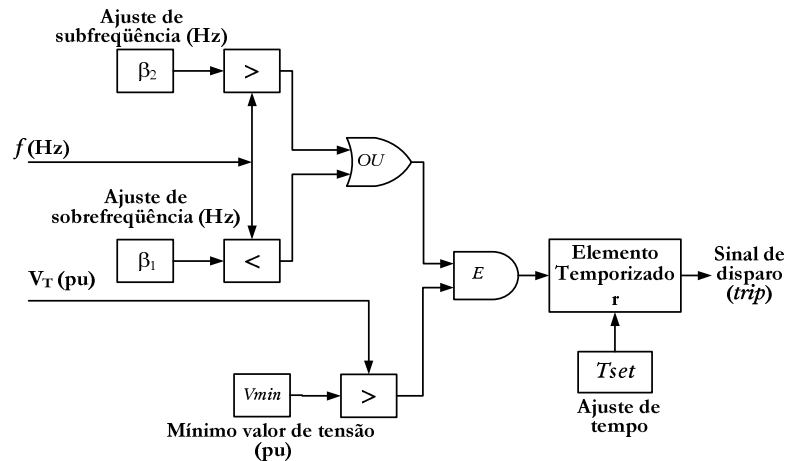 Ajuste de
subfreqüência (Hz)
β2
>
f (Hz)
OU
Ajuste de
sobrefreqüência (Hz)
β1
<
VT (pu)
E
Elemento
Temporizado
r
Sinal de
disparo
(trip)
Tset
Ajuste de
tempo
Vmin
>
Mínimo valor de tensão
(pu)